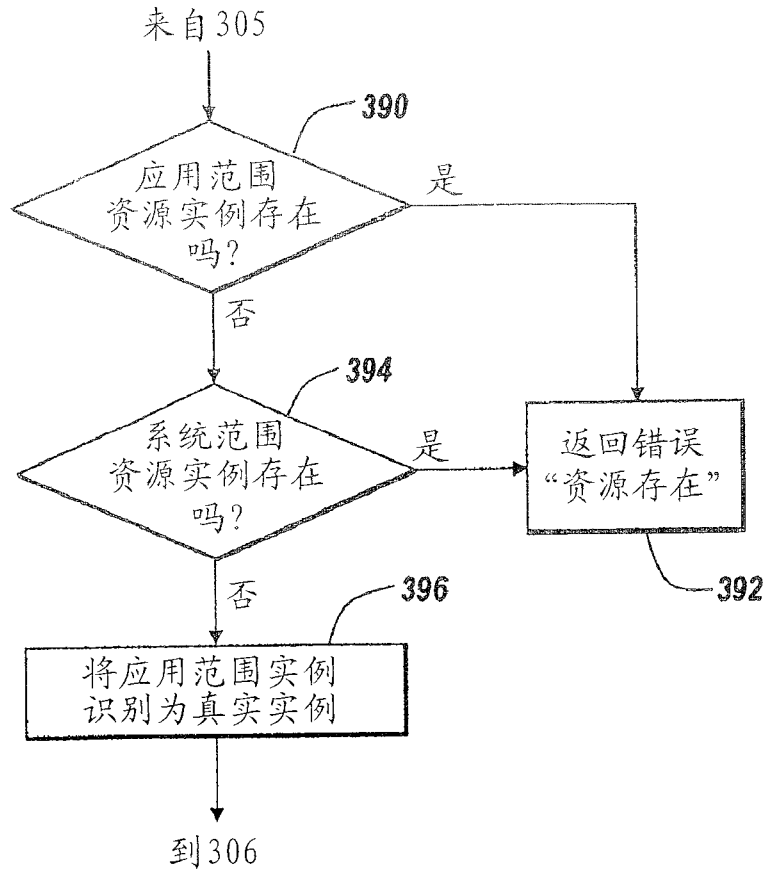 来自305
390
应用范围
资源实例存在
吗?
是
否
394
系统范围
资源实例存在
吗?
是
返回错误
“资源存在”
392
否
396
将应用范围实例
识别为真实实例
到306